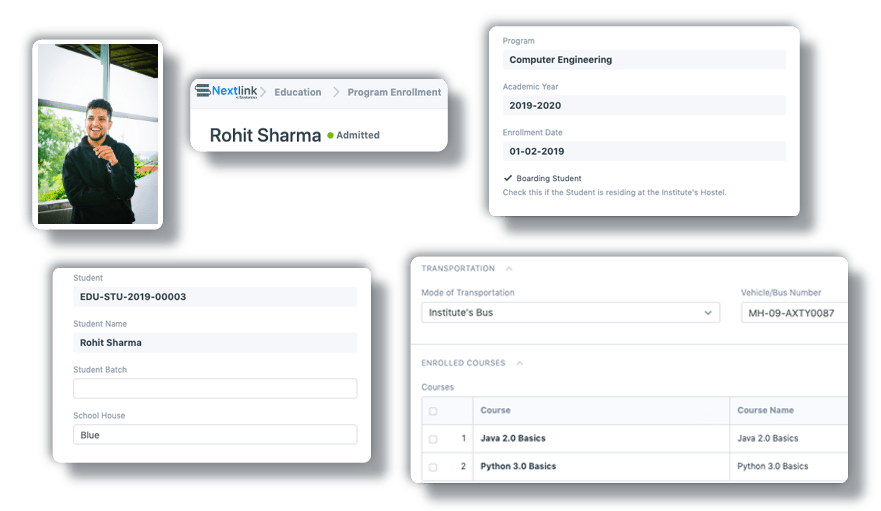 Nextlink
Education
Program Enrollment
Rohit Sharma
Admitted
Program
Computer Engineering
Academic Year
2019-2020
Enrollment Date
01-02-2019
Boarding Student
Check this if the Student is residing at the Institute's Hostel.
Student
EDU-STU-2019-00003
Student Name
Rohit Sharma
Student Batch
School House
Blue
TRANSPORTATION
Mode of Transportation Vehicle/Bus Number
Institute's Bus MH-09-AXTY0087
ENROLLED COURSES
Courses
Course Course Name
1 Java 2.0 Basics Java 2.0 Basics
2 Python 3.0 Basics Python 3.0 Basics